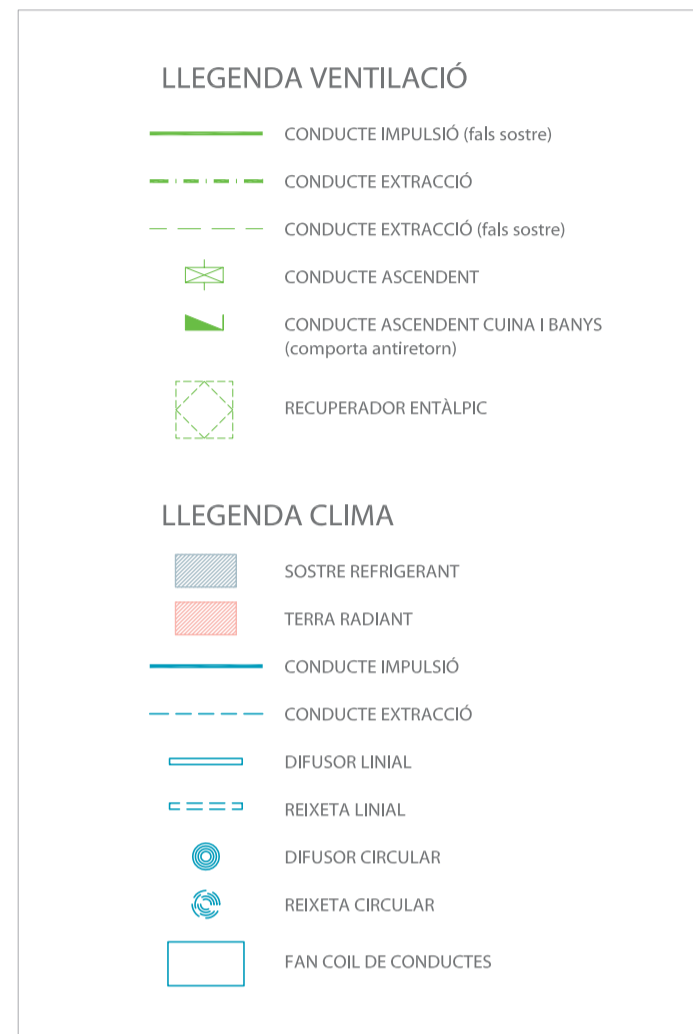 LLEGENDA VENTILACIÓ
CONDUCTE IMPULSIÓ (fals sostre)
CONDUCTE EXTRACCIÓ
CONDUCTE EXTRACCIÓ (fals sostre)
CONDUCTE ASCENDENT
CONDUCTE ASCENDENT CUINA I BANYS
(comporta antiretorn)
RECUPERADOR ENTÀLPIC
LLEGENDA CLIMA
SOSTRE REFRIGERANT
TERRA RADIANT
CONDUCTE IMPULSIÓ
CONDUCTE EXTRACCIÓ
DIFUSOR LINIAL
REIXETA LINIAL
DIFUSOR CIRCULAR
REIXETA CIRCULAR
FAN COIL DE CONDUCTES